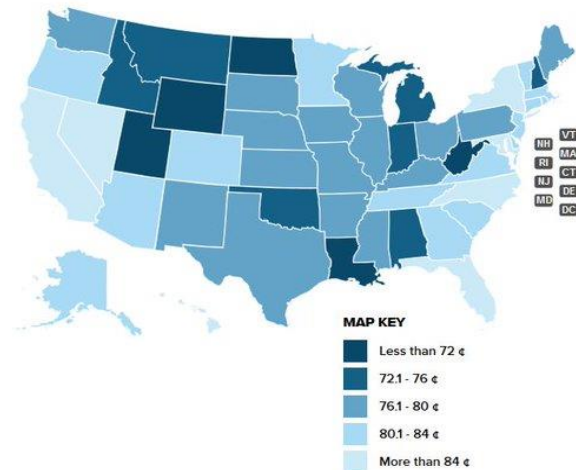 VT
NH
MA
RI
CT
NJ
DE
MD
DC
MAP KEY
Less than 72 ¢
72.1 - 76 ¢
76.1 - 80 ¢
80.1 - 84 ¢
More than 84 ¢